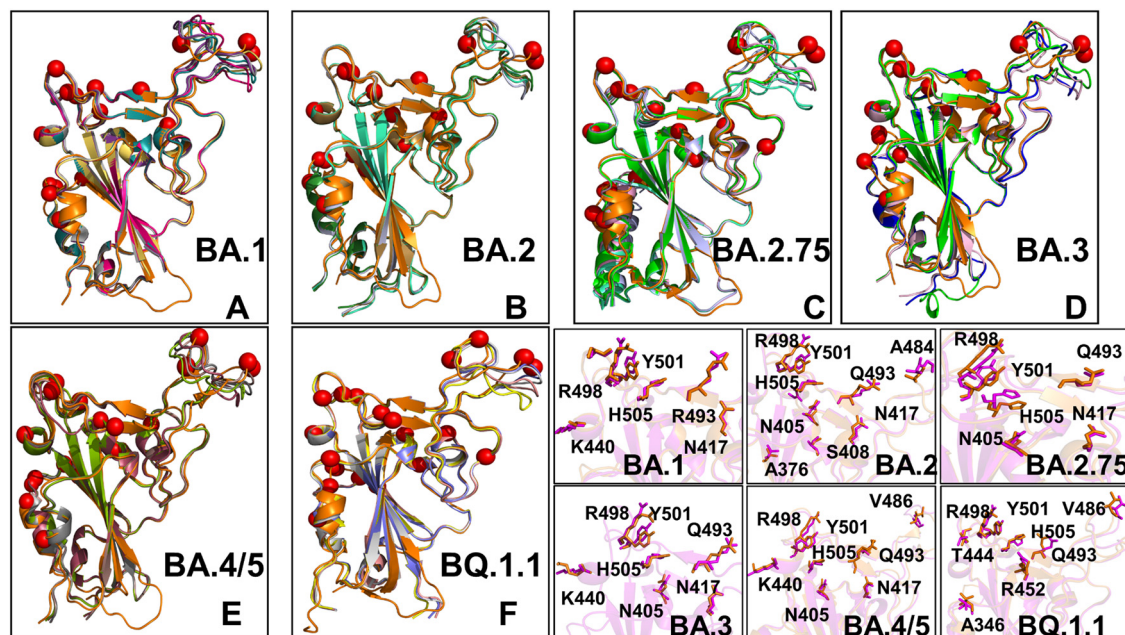 BA.1
A
BA.2
B
BA.2.75
C
BA.3
D
BA.4/5
E
BQ.1.1
F
R498
Y501
H505
R493
K440
N417
BA.1
R498
Y501
A484
H505
Q493
N405
N417
S408
A376
BA.2
R498
Q493
Y501
H505
N417
N405
BA.2.75
R498
Y501
Q493
H505
K440
N417
N405
BA.3
V486
R498
Y501
H505
Q493
K440
N417
N405
BA.4/5
R498
Y501
V486
H505
T444
Q493
R452
A346
BQ.1.1